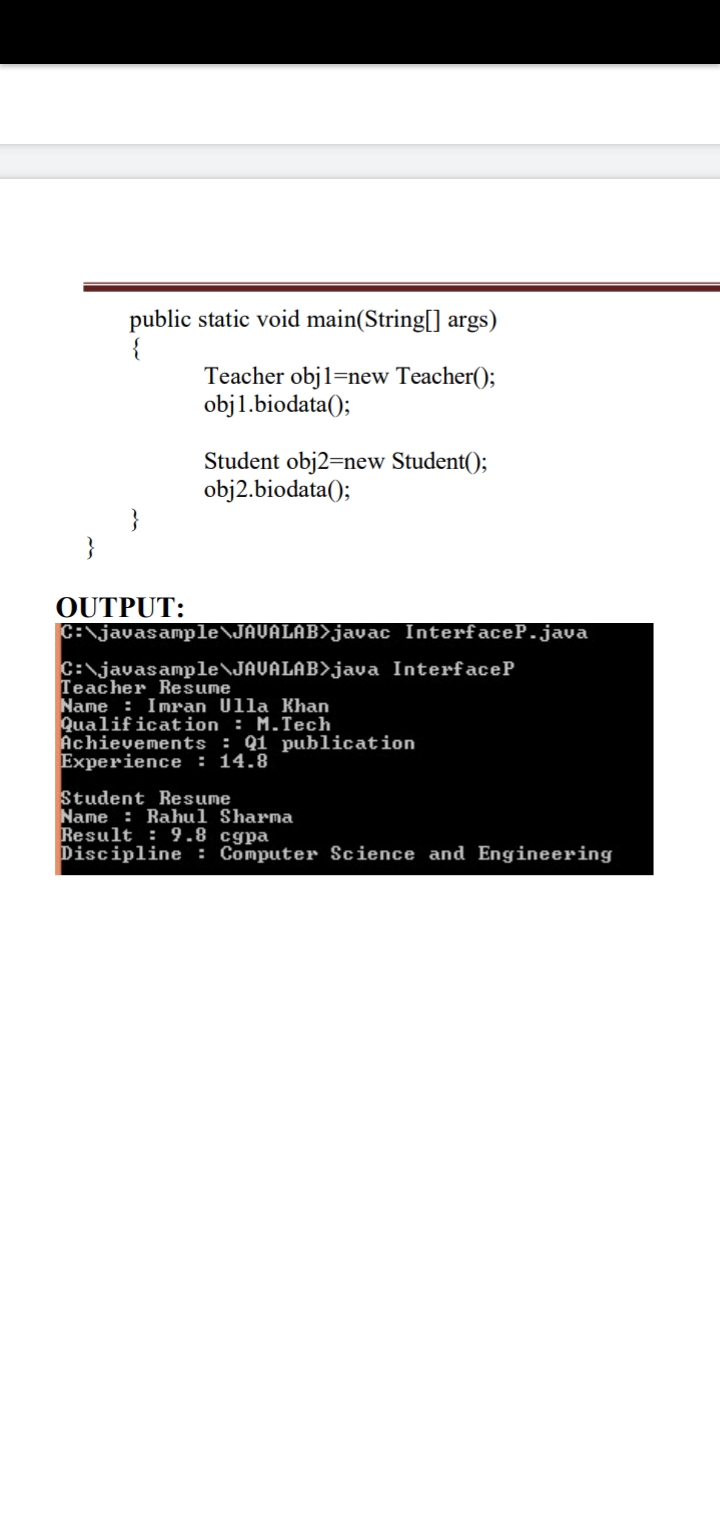 public static void main(String[] args)
{
Teacher obj1=new Teacher();
obj1.biodata();
Student obj2=new Student();
obj2.biodata();
}
}
OUTPUT:
C:\javasample\JAVALAB>javac InterfaceP.java
C:\javasample\JAVALAB>java InterfaceP
Teacher Resume
Name : Imran Ulla Khan
Qualification : M.Tech
Achievements : Q1 publication
Experience : 14.8
Student Resume
Name : Rahul Sharma
Result : 9.8 cgpa
Discipline : Computer Science and Engineering